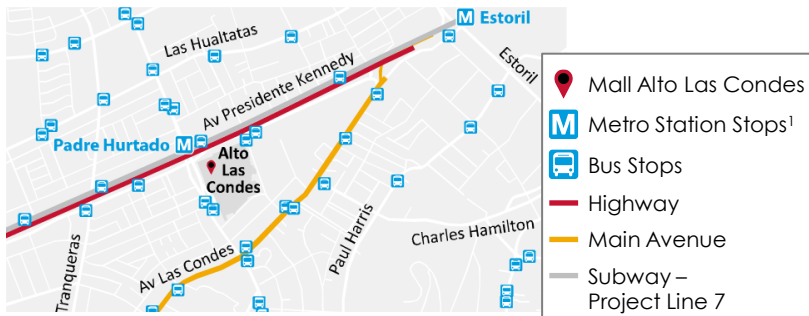 M Estoril
Las Hualtatas
Estoril
Av Presidente Kennedy
Padre Hurtado M
Alto
Las
Condes
Paul Harris
Charles Hamilton
Av Las Condes
Tranqueras
Mall Alto Las Condes
M Metro Station Stops¹
Bus Stops
Highway
Main Avenue
Subway –
Project Line 7